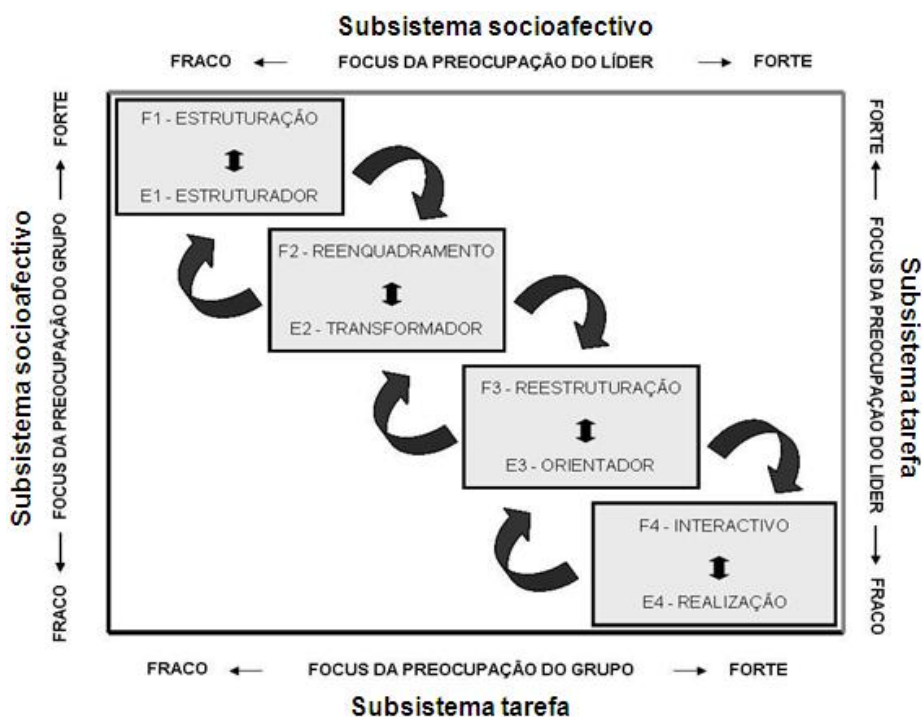 Subsistema socioafectivo
FRACO ← FOCUS DA PREOCUPAÇÃO DO LÍDER → FORTE
Subsistema socioafectivo
FRACO ← FOCUS DA PREOCUPAÇÃO DO GRUPO → FORTE
F1 - ESTRUTURAÇÃO
E1 - ESTRUTURADOR
F2 - REENQUADRAMENTO
E2 - TRANSFORMADOR
F3 - REESTRUTURAÇÃO
E3 - ORIENTADOR
F4 - INTERACTIVO
E4 - REALIZAÇÃO
FORTE ← FOCUS DA PREOCUPAÇÃO DO LÍDER → FRACO
Subsistema tarefa
FRACO ← FOCUS DA PREOCUPAÇÃO DO GRUPO → FORTE
Subsistema tarefa